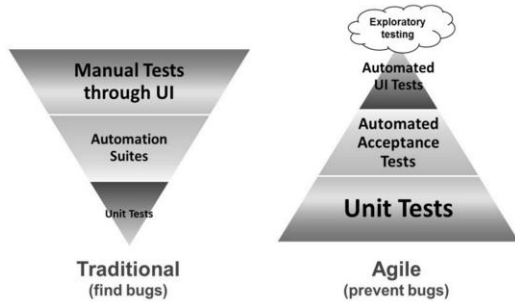 Manual Tests
through UI
Automation
Suites
Unit Tests
Traditional
(find bugs)
Exploratory
testing
Automated
UI Tests
Automated
Acceptance
Tests
Unit Tests
Agile
(prevent bugs)